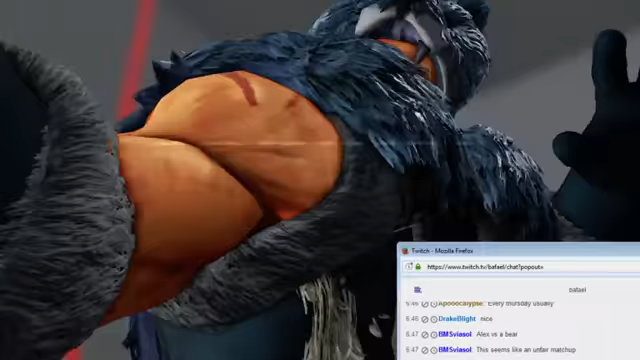 Twitch - Mozilla Firefox
https://www.twitch.tv/bafael/chat?popout=
bafael
6:46 Apooocalypse: Every thursday usually
6:46 DrakeBlight: nice
6:47 BMSviasol: Alex vs a bear
6:47 BMSviasol: This seems like an unfair matchup